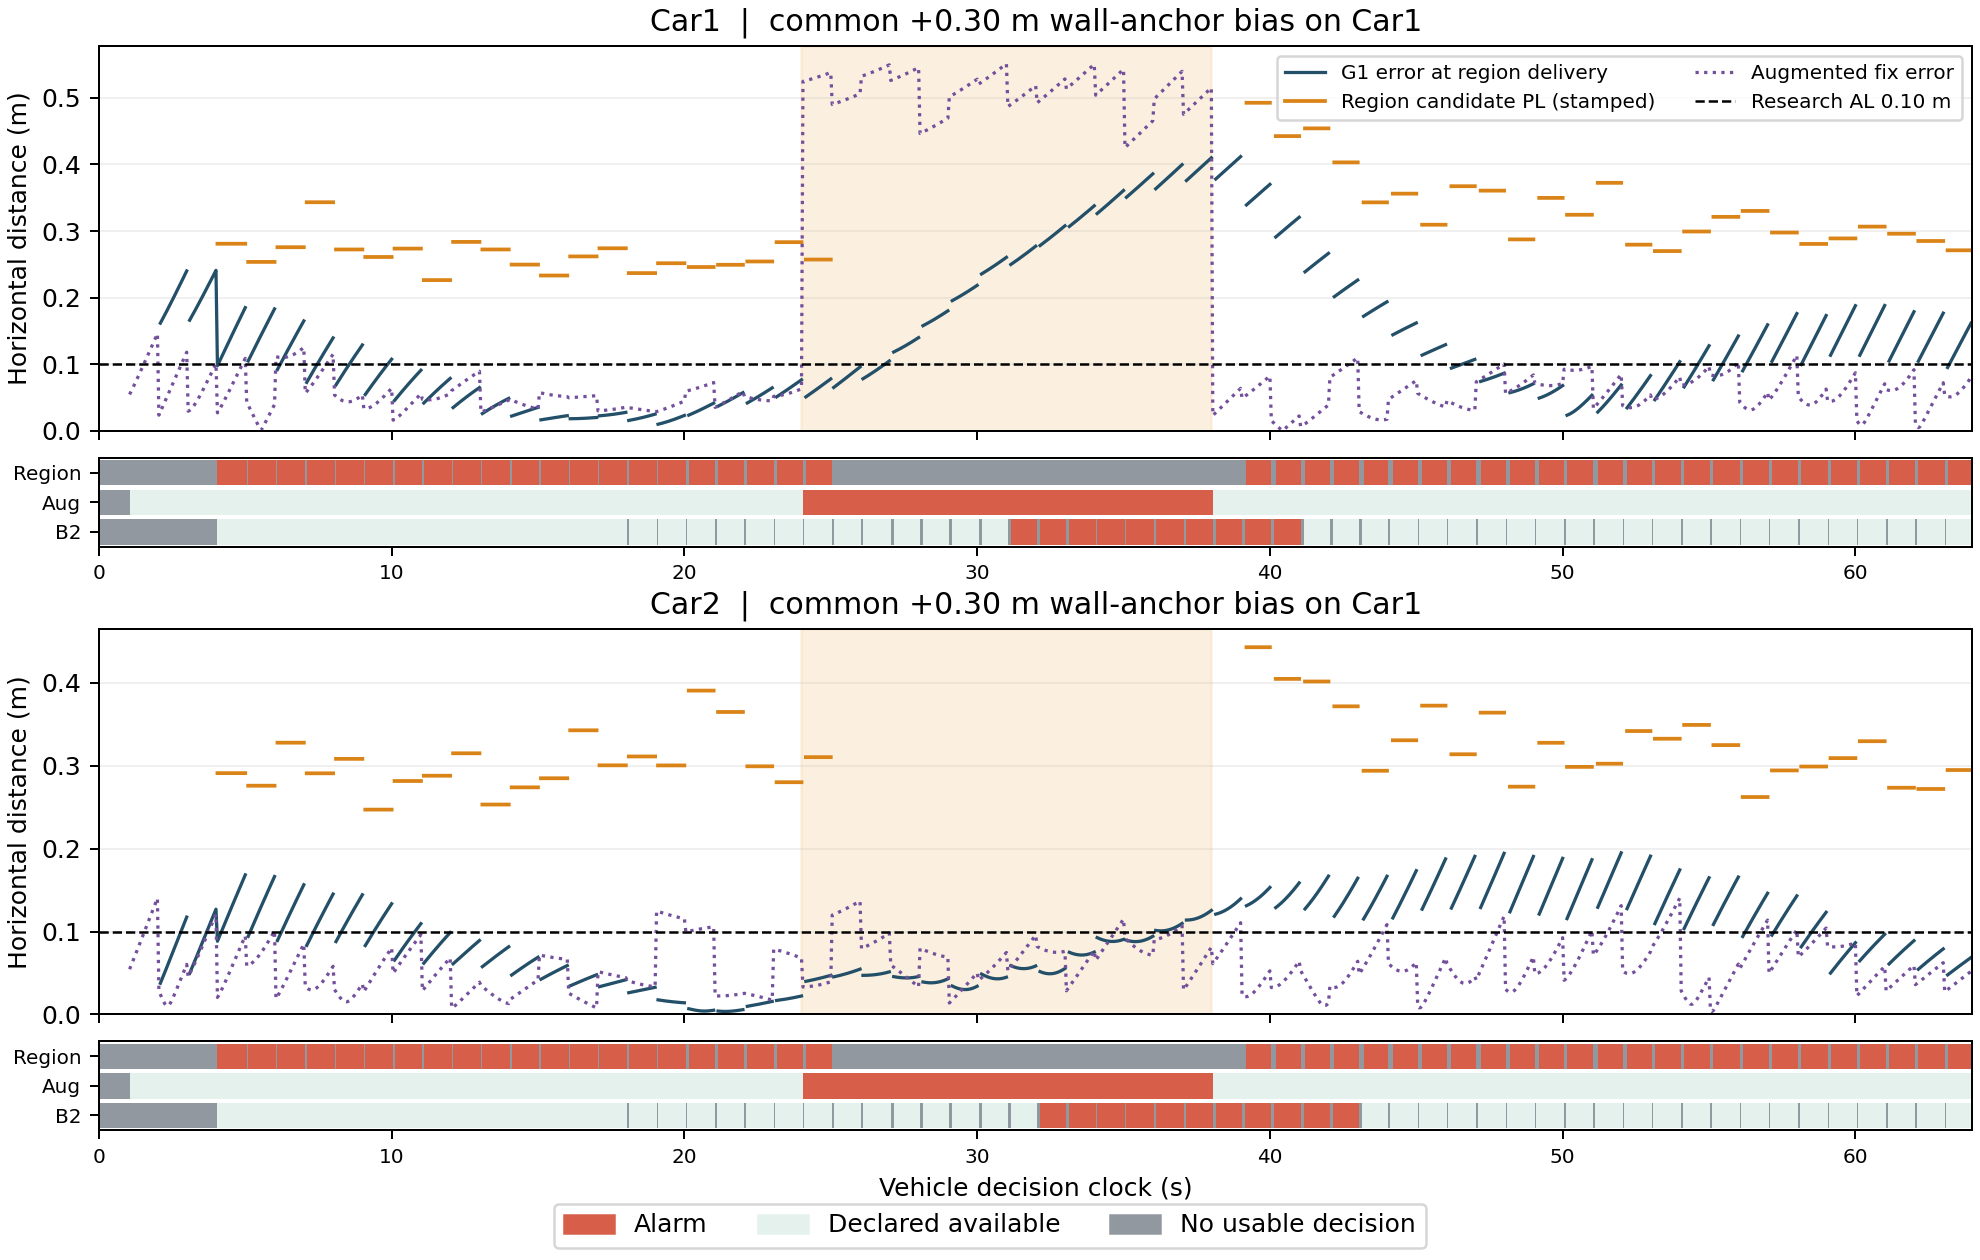 Car1 | common +0.30 m wall-anchor bias on Car1
Horizontal distance (m)
0.5
0.4
0.3
0.2
0.1
0.0
G1 error at region delivery
Region candidate PL (stamped)
Augmented fix error
Research AL 0.10 m
Region
Aug
B2
0 10 20 30 40 50 60
Car2 | common +0.30 m wall-anchor bias on Car1
Horizontal distance (m)
0.4
0.3
0.2
0.1
0.0
Region
Aug
B2
0 10 20 30 40 50 60
Vehicle decision clock (s)
Alarm Declared available No usable decision